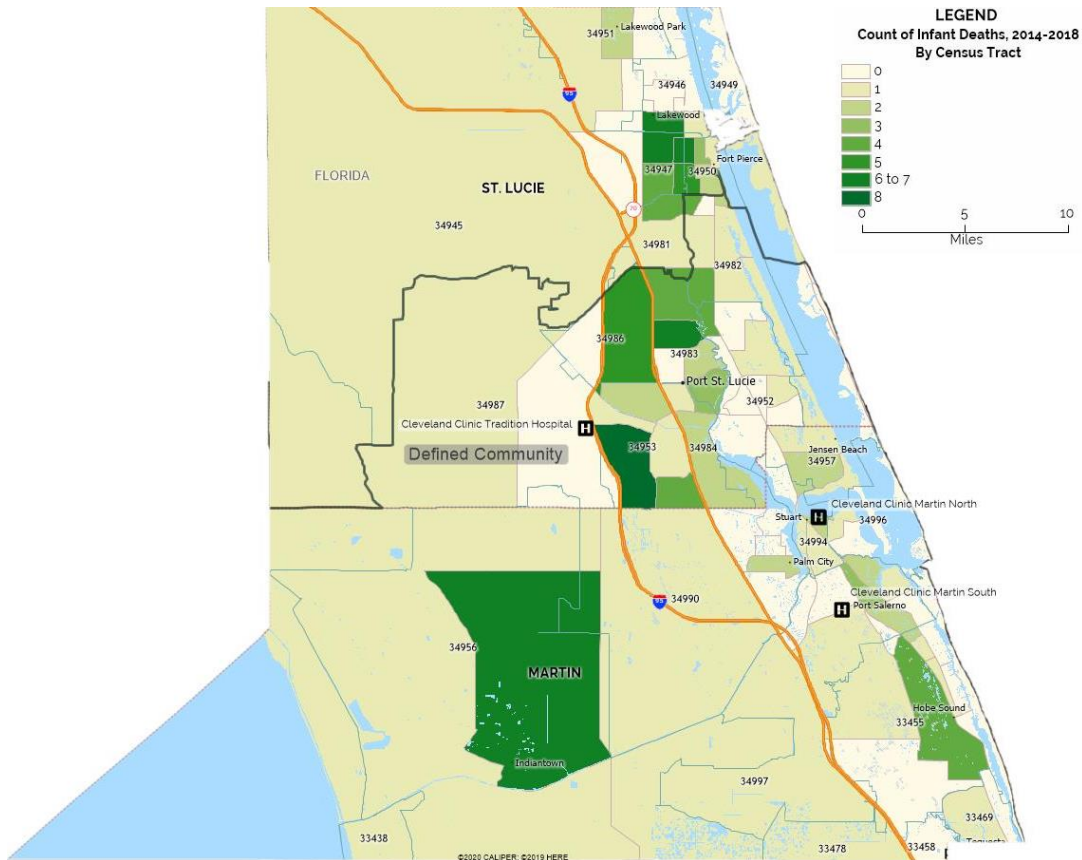 LEGEND
Count of Infant Deaths, 2014-2018
By Census Tract
0
1
2
3
4
5
6 to 7
8
0 5 10
Miles
34951
Lakewood Park
34946
34949
95
Lakewood
34947
34950
Fort Pierce
FLORIDA
ST. LUCIE
70
34945
34981
34982
34986
34983
Port St. Lucie
34987
34952
Cleveland Clinic Tradition Hospital
H
34953
34984
Jensen Beach
34957
Defined Community
Cleveland Clinic Martin North
H
Stuart
34996
34994
Palm City
34990
95
Cleveland Clinic Martin South
H
Port Salerno
34956
MARTIN
Hobe Sound
33455
Indiantown
34997
33469
33438
33478
33458
©2020 CALIPER; ©2019 HERE